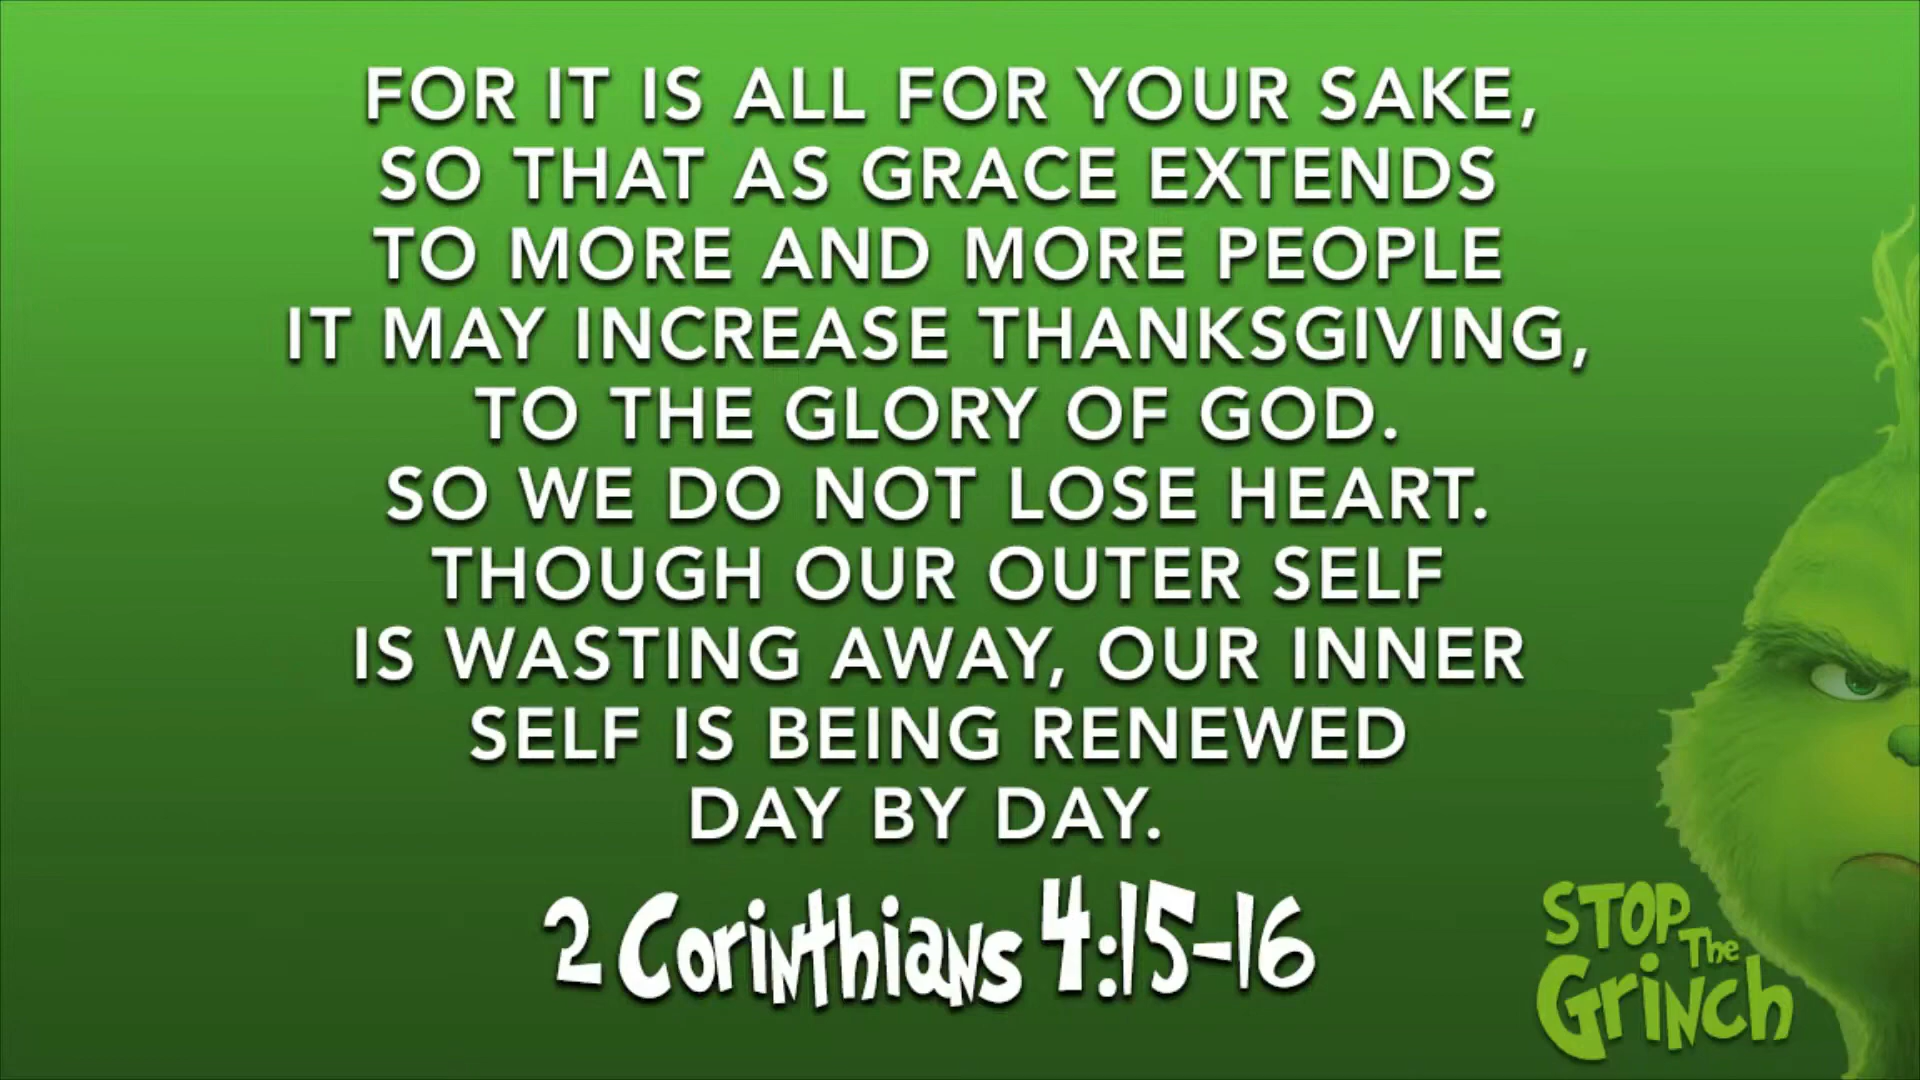 FOR IT IS ALL FOR YOUR SAKE,
SO THAT AS GRACE EXTENDS
TO MORE AND MORE PEOPLE
IT MAY INCREASE THANKSGIVING,
TO THE GLORY OF GOD.
SO WE DO NOT LOSE HEART.
THOUGH OUR OUTER SELF
IS WASTING AWAY, OUR INNER
SELF IS BEING RENEWED
DAY BY DAY.
2 Corinthians 4:15-16
STOP
The
Grinch